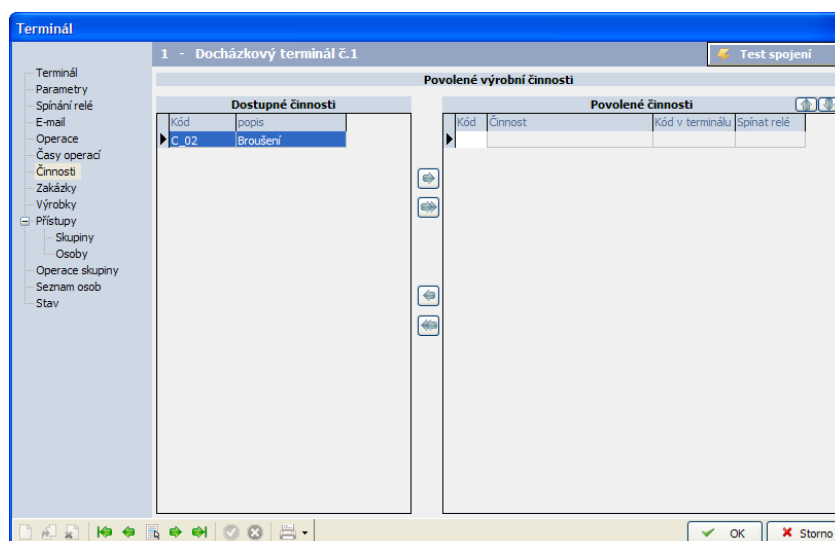 Terminál
1 - Docházkový terminál č.1
Test spojení
Terminál
Parametry
Spínání relé
E-mail
Operace
Časy operací
Činnosti
Zakázky
Výrobky
Přístupy
Skupiny
Osoby
Operace skupiny
Seznam osob
Stav
Povolené výrobní činnosti
Dostupné činnosti
Kód popis
C_02 Broušení
Povolené činnosti
Kód Činnost Kód v terminálu Spínat relé
OK Storno